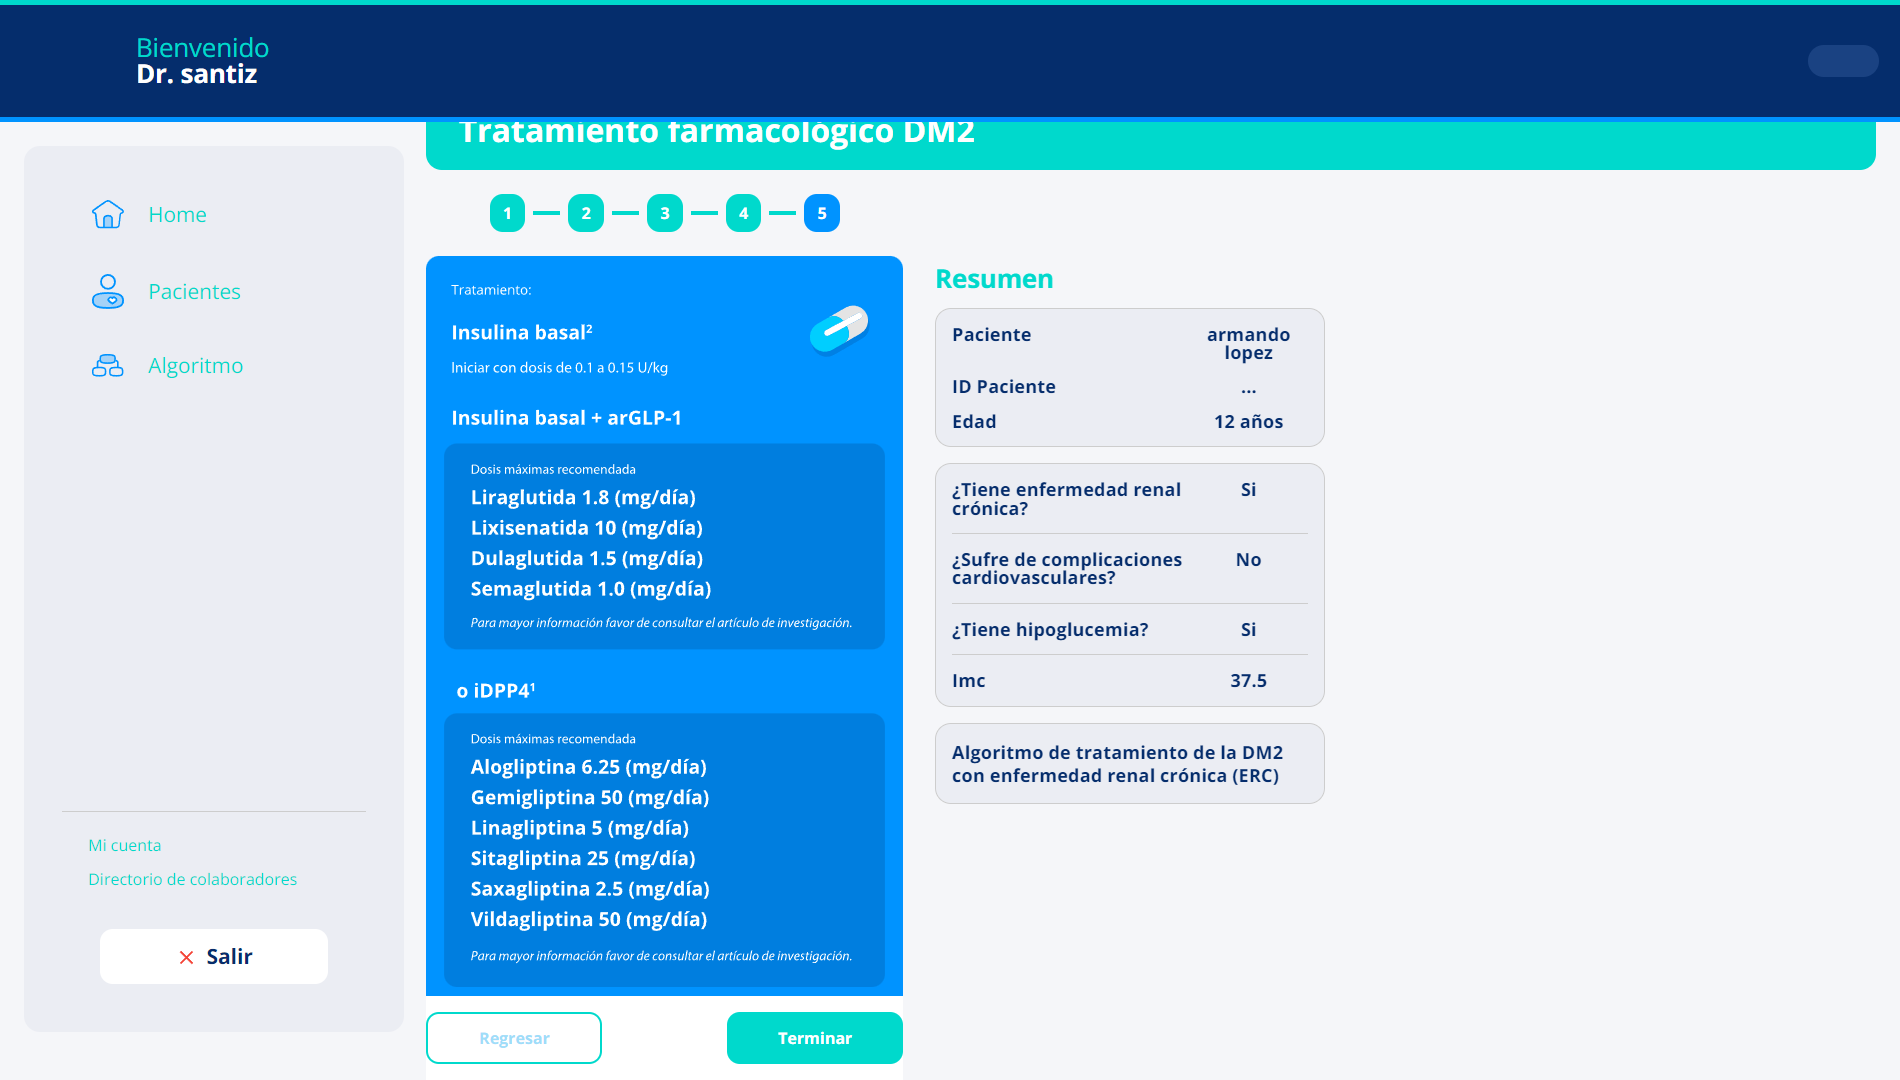 Bienvenido
Dr. santiz
Tratamiento farmacológico DM2
Home
Pacientes
Algoritmo
Mi cuenta
Directorio de colaboradores
Salir
1
2
3
4
5
Tratamiento:
Insulina basal²
Iniciar con dosis de 0.1 a 0.15 U/kg
Insulina basal + arGLP-1
Dosis máximas recomendada
Liraglutida 1.8 (mg/día)
Lixisenatida 10 (mg/día)
Dulaglutida 1.5 (mg/día)
Semaglutida 1.0 (mg/día)
Para mayor información favor de consultar el artículo de investigación.
o iDPP4¹
Dosis máximas recomendada
Alogliptina 6.25 (mg/día)
Gemigliptina 50 (mg/día)
Linagliptina 5 (mg/día)
Sitagliptina 25 (mg/día)
Saxagliptina 2.5 (mg/día)
Vildagliptina 50 (mg/día)
Para mayor información favor de consultar el artículo de investigación.
Regresar
Terminar
Resumen
Paciente armando
lopez
ID Paciente ...
Edad 12 años
¿Tiene enfermedad renal Si
crónica?
¿Sufre de complicaciones No
cardiovasculares?
¿Tiene hipoglucemia? Si
Imc 37.5
Algoritmo de tratamiento de la DM2
con enfermedad renal crónica (ERC)